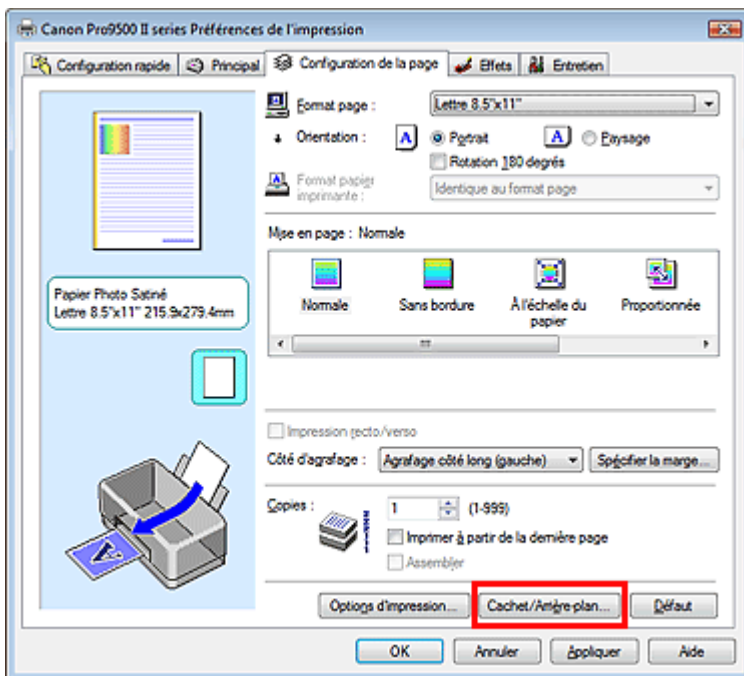 Canon Pro9500 II series Préférences de l'impression
Configuration rapide Principal Configuration de la page Effets Entretien
Format page : Lettre 8.5"x11"
Orientation : A Portrait A Paysage
Rotation 180 degrés
Format papier imprimante : Identique au format page
Mise en page : Normale
Normale Sans bordure À l'échelle du papier Proportionnée
Papier Photo Satiné
Lettre 8.5"x11" 215.9x279.4mm
Impression recto/verso
Côté d'agrafage : Agrafage côté long (gauche) Spécifier la marge...
Copies : 1 (1-999)
Imprimer à partir de la dernière page
Assembler
Options d'impression... Cachet/Arrière-plan... Défaut
OK Annuler Appliquer Aide